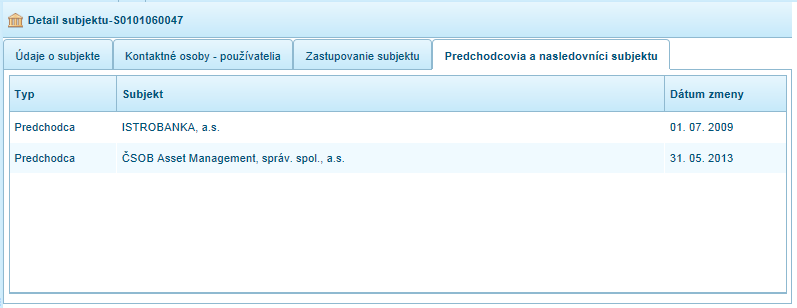 Detail subjektu-S0101060047
Údaje o subjekte Kontaktné osoby - používatelia Zastupovanie subjektu Predchodcovia a nasledovníci subjektu
Typ Subjekt Dátum zmeny
Predchodca ISTROBANKA, a.s. 01. 07. 2009
Predchodca ČSOB Asset Management, správ. spol., a.s. 31. 05. 2013